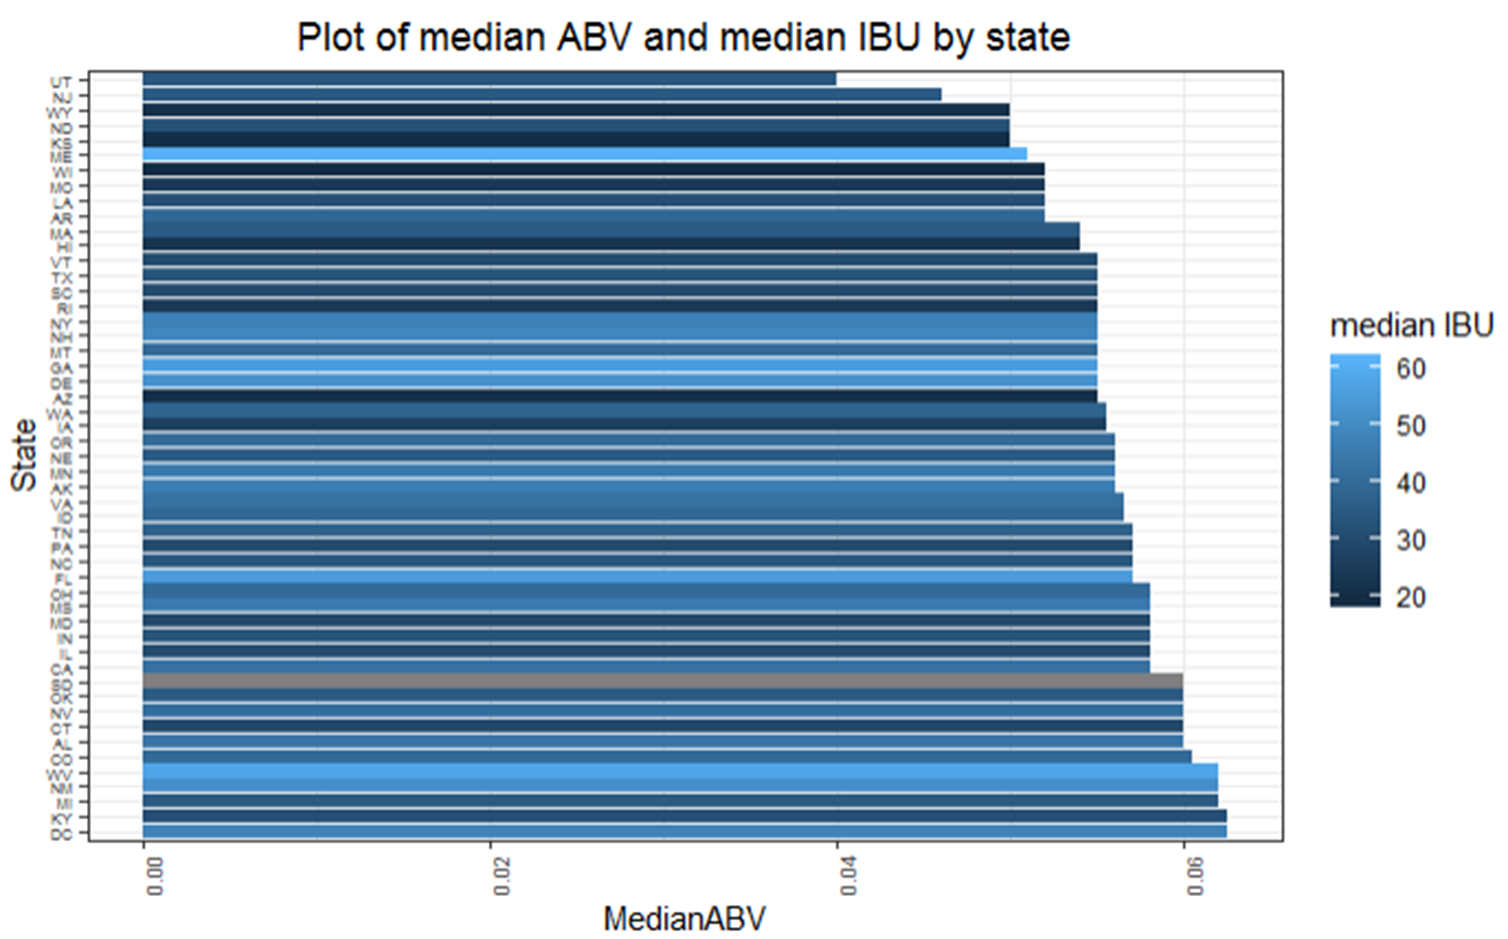 Plot of median ABV and median IBU by state
UT
NJ
WY
ND
KS
ME
WI
MO
LA
AR
MA
HI
VT
TX
SC
RI
NY
NH
MT
GA
DE
AZ
WA
IA
OR
NE
MN
AK
VA
ID
TN
PA
NC
FL
OH
MS
MD
IN
IL
CA
SD
OK
NV
CT
AL
CO
WV
NM
MI
KY
DC
State
0.00 0.02 0.04 0.06
MedianABV
median IBU
60
50
40
30
20